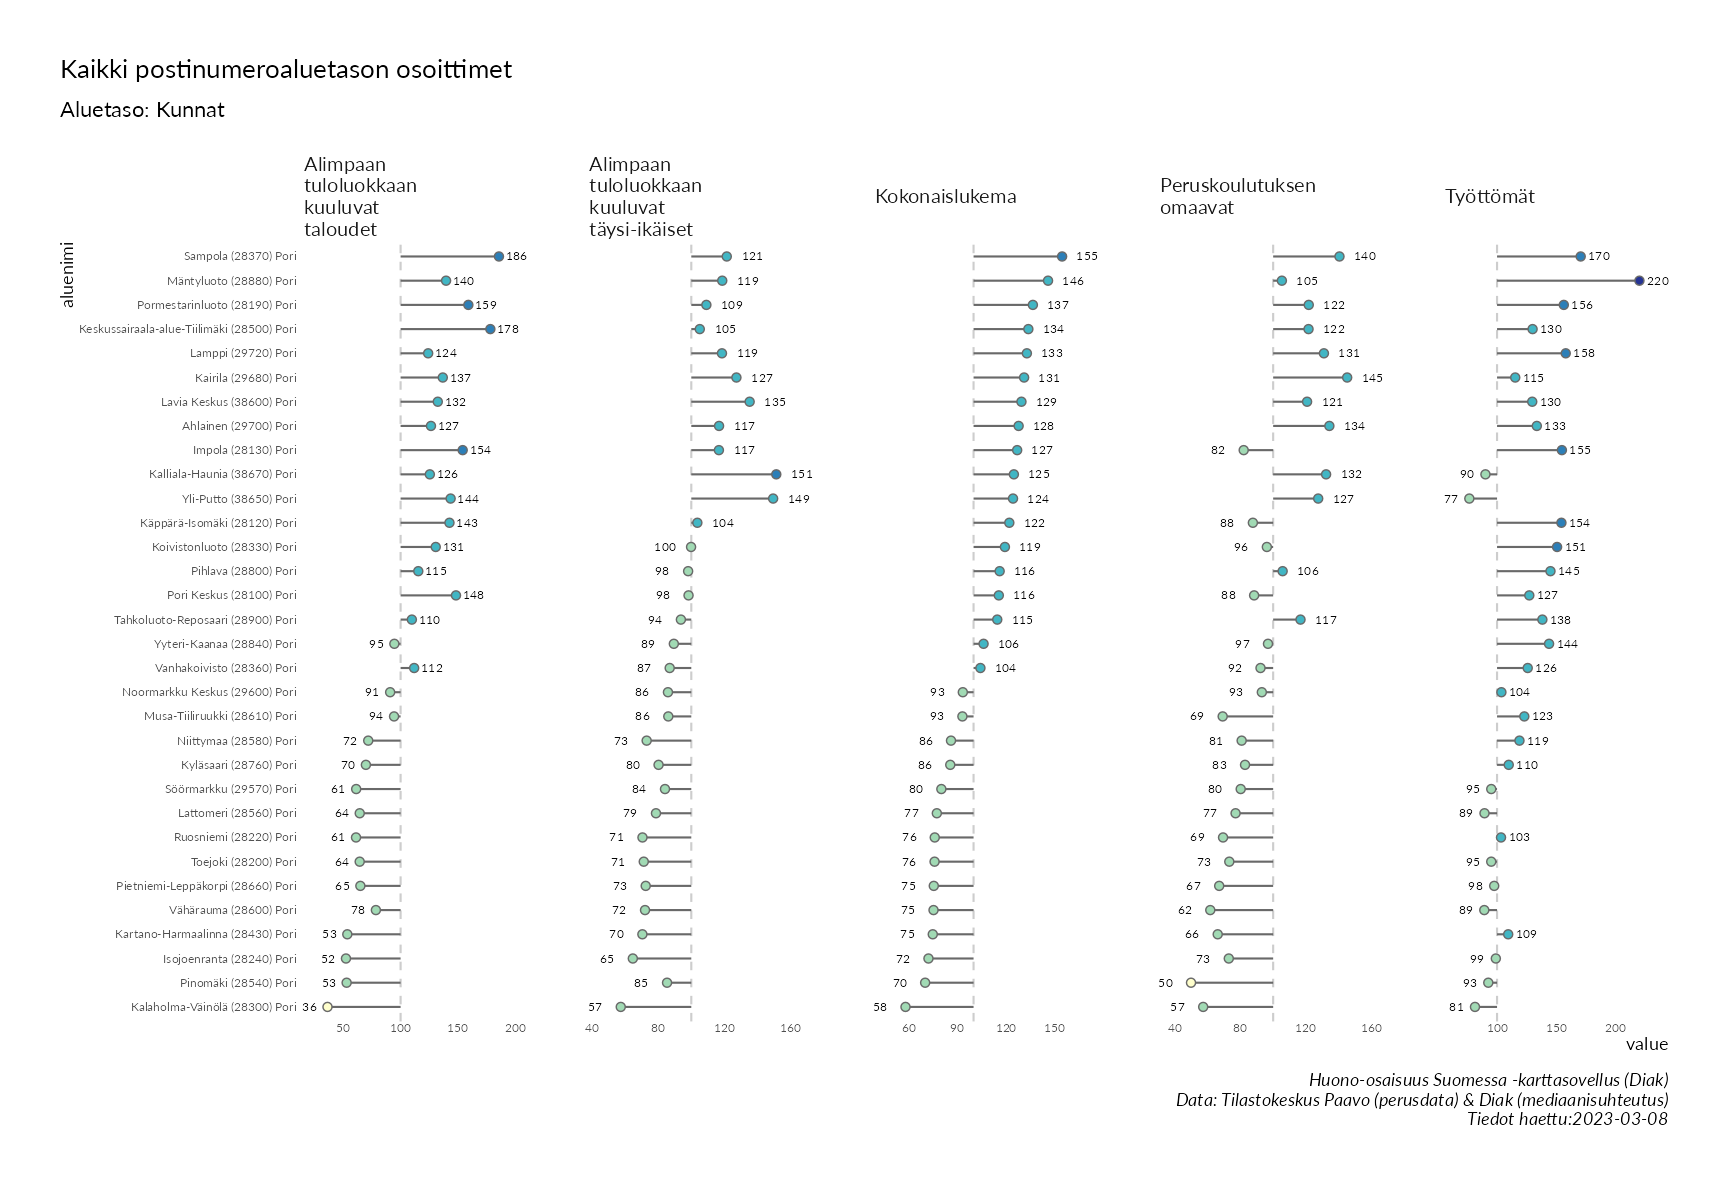 Kaikki postinumeroaluetason osoittimet
Aluetaso: Kunnat
Alimpaan
tuloluokkaan
kuuluvat
taloudet
Alimpaan
tuloluokkaan
kuuluvat
täysi-ikäiset
Kokonaislukema
Peruskoulutuksen
omaavat
Työttömät
aluenimi
Sampola (28370) Pori 186 121 155 140 170
Mäntyluoto (28880) Pori 140 119 146 105 220
Pormestarinluoto (28190) Pori 159 109 137 122 156
Keskussairaala-alue-Tiilimäki (28500) Pori 178 105 134 122 130
Lamppi (29720) Pori 124 119 133 131 158
Kairila (29680) Pori 137 127 131 145 115
Lavia Keskus (38600) Pori 132 135 129 121 130
Ahlainen (29700) Pori 127 117 128 134 133
Impola (28130) Pori 154 117 127 82 155
Kalliala-Haunia (38670) Pori 126 151 125 132 90
Yli-Putto (38650) Pori 144 149 124 127 77
Käppärä-Isomäki (28120) Pori 143 104 122 88 154
Koivistonluoto (28330) Pori 131 100 119 96 151
Pihlava (28800) Pori 115 98 116 106 145
Pori Keskus (28100) Pori 148 98 116 88 127
Tahkoluoto-Reposaari (28900) Pori 110 94 115 117 138
Yyteri-Kaanaa (28840) Pori 95 89 106 97 144
Vanhakoivisto (28360) Pori 112 87 104 92 126
Noormarkku Keskus (29600) Pori 91 86 93 93 104
Musa-Tiiliruukki (28610) Pori 94 86 93 69 123
Niittymaa (28580) Pori 72 73 86 81 119
Kyläsaari (28760) Pori 70 80 86 83 110
Söörmarkku (29570) Pori 61 84 80 80 95
Lattomeri (28560) Pori 64 79 77 77 89
Ruosniemi (28220) Pori 61 71 76 69 103
Toejoki (28200) Pori 64 71 76 73 95
Pietniemi-Leppäkorpi (28660) Pori 65 73 75 67 98
Vähärauma (28600) Pori 78 72 75 62 89
Kartano-Harmaalinna (28430) Pori 53 70 75 66 109
Isojoenranta (28240) Pori 52 65 72 73 99
Pinomäki (28540) Pori 53 85 70 50 93
Kalaholma-Väinölä (28300) Pori 36 57 58 57 81
50 100 150 200 40 80 120 160 60 90 120 150 40 80 120 160 100 150 200
value
Huono-osaisuus Suomessa -karttasovellus (Diak)
Data: Tilastokeskus Paavo (perusdata) & Diak (mediaanisuhteutus)
Tiedot haettu:2023-03-08